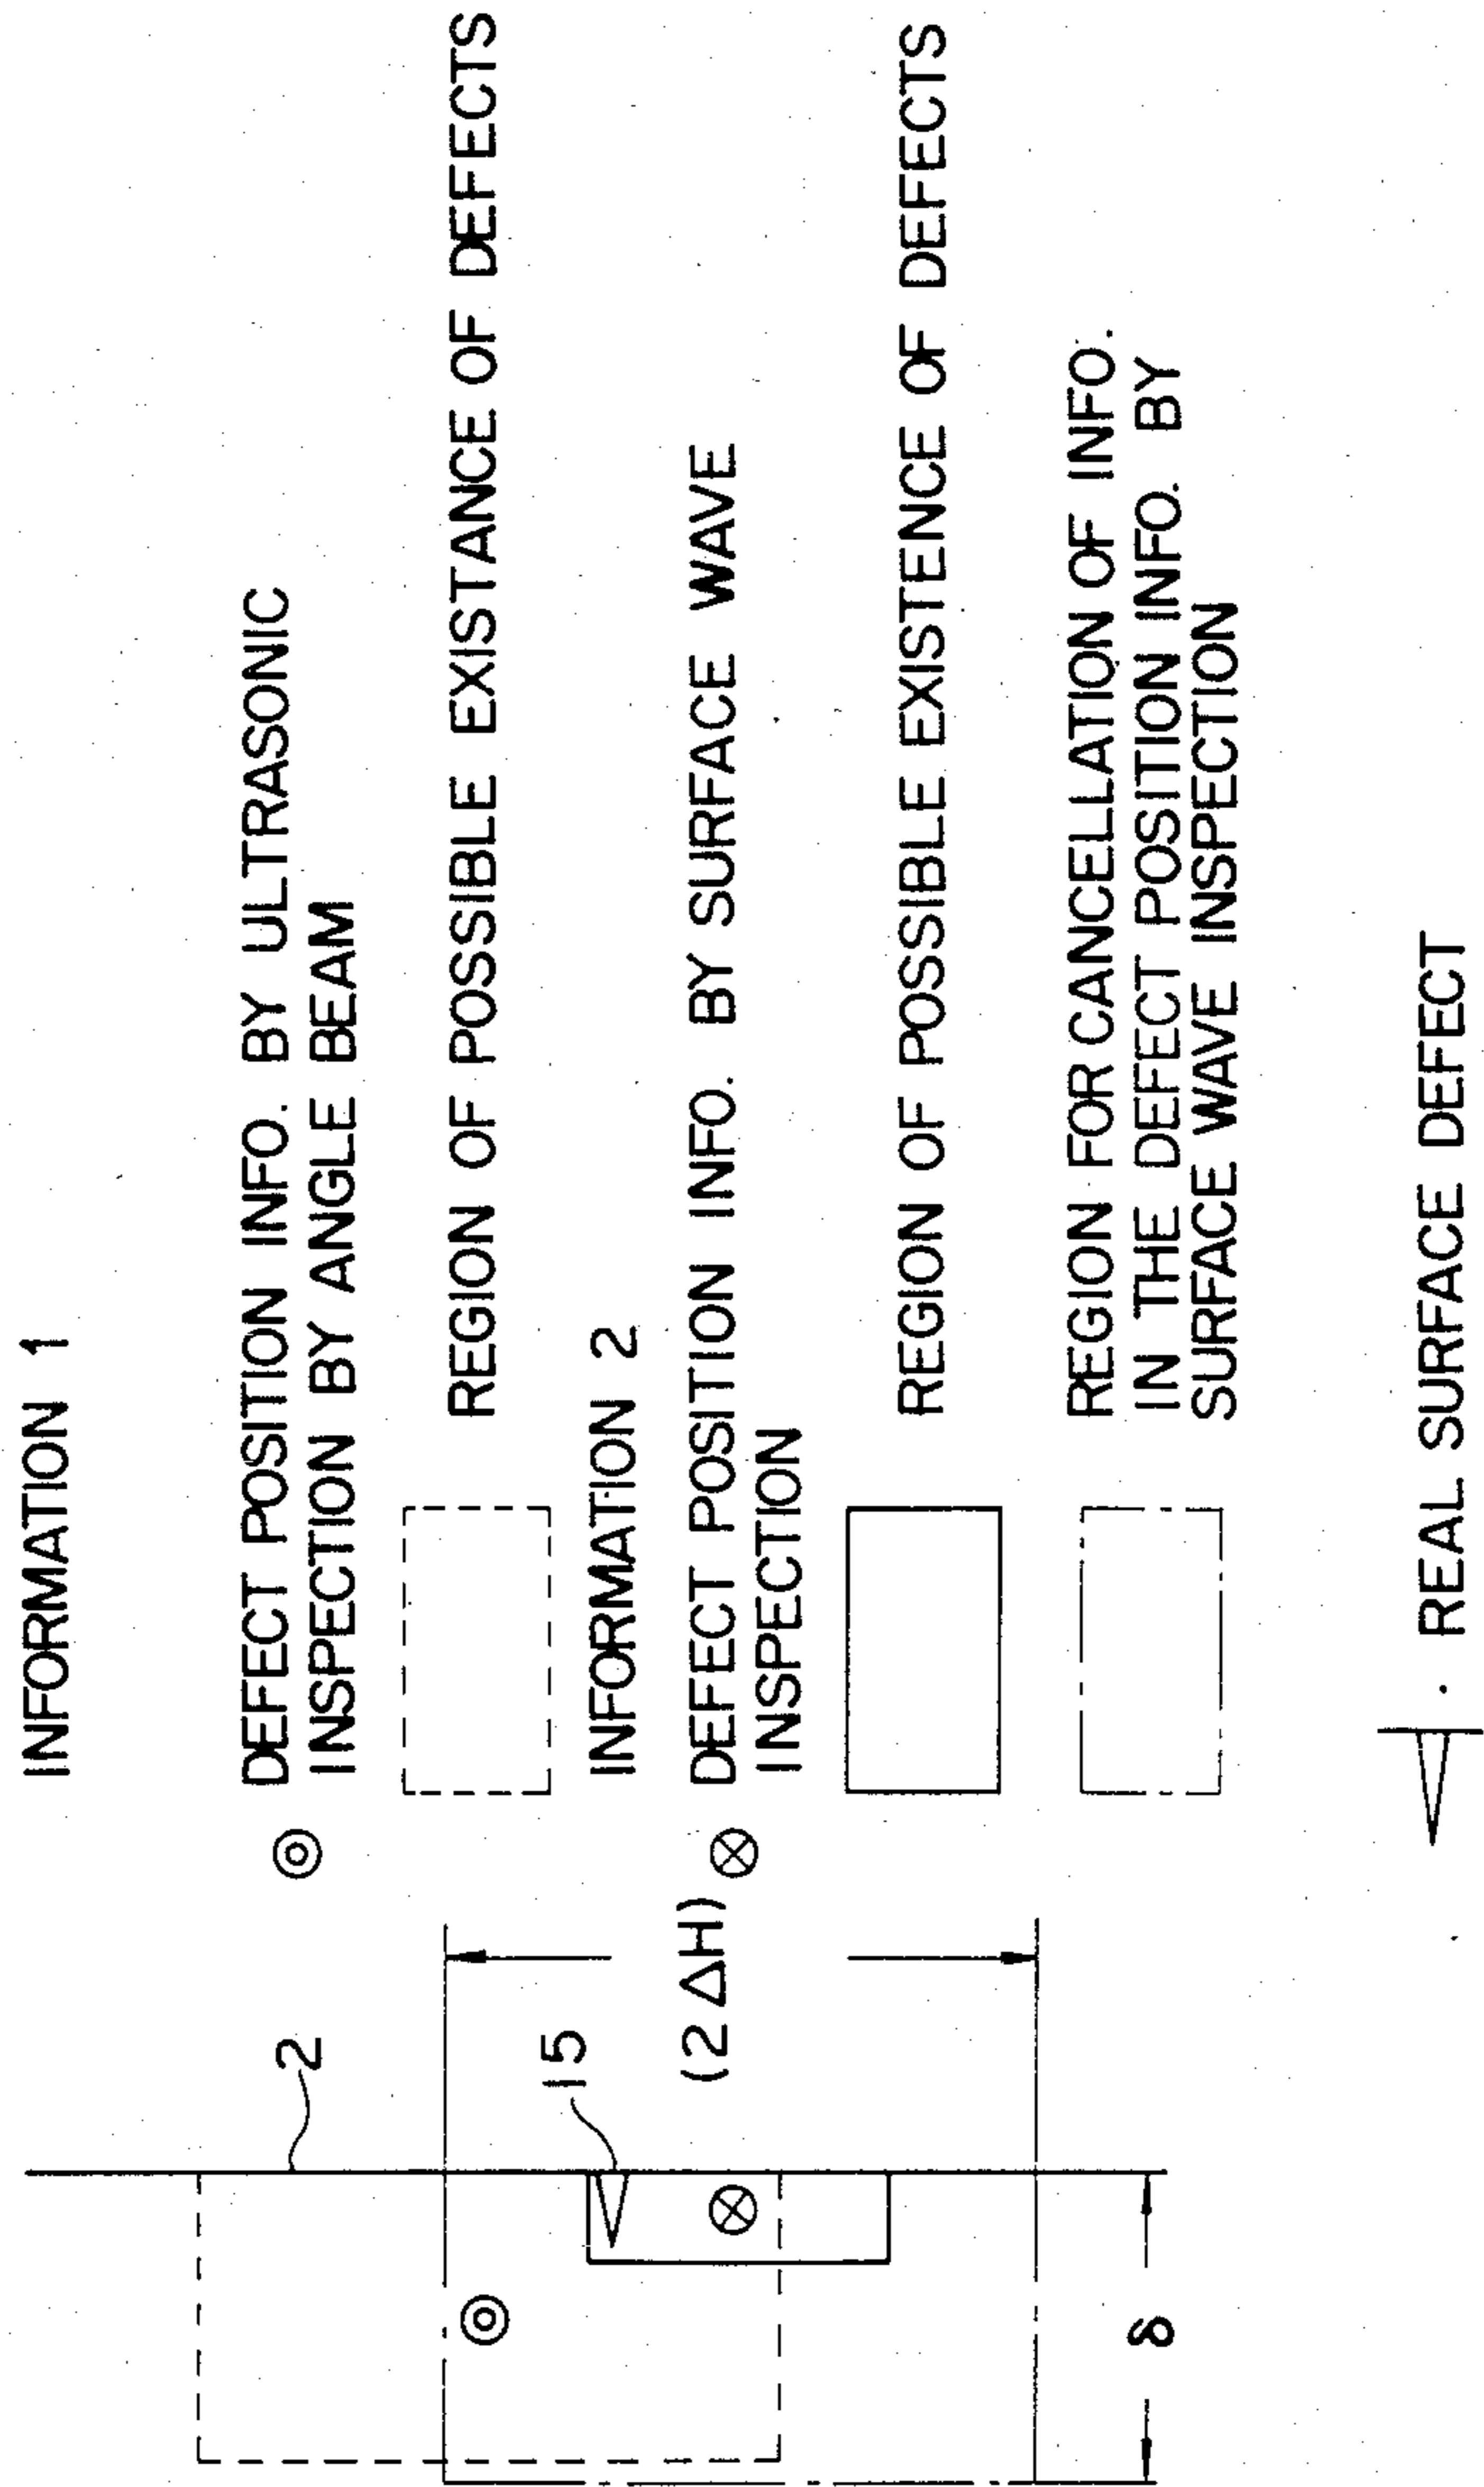 INFORMATION 1
DEFECT POSITION INFO. BY ULTRASONIC
INSPECTION BY ANGLE BEAM
REGION OF POSSIBLE EXISTANCE OF DEFECTS
INFORMATION 2
DEFECT POSITION INFO. BY SURFACE WAVE
INSPECTION
REGION OF POSSIBLE EXISTENCE OF DEFECTS
REGION FOR CANCELLATION OF INFO.
IN THE DEFECT POSITION INFO. BY
SURFACE WAVE INSPECTION
REAL SURFACE DEFECT
2
15
(2 ΔH)
δ